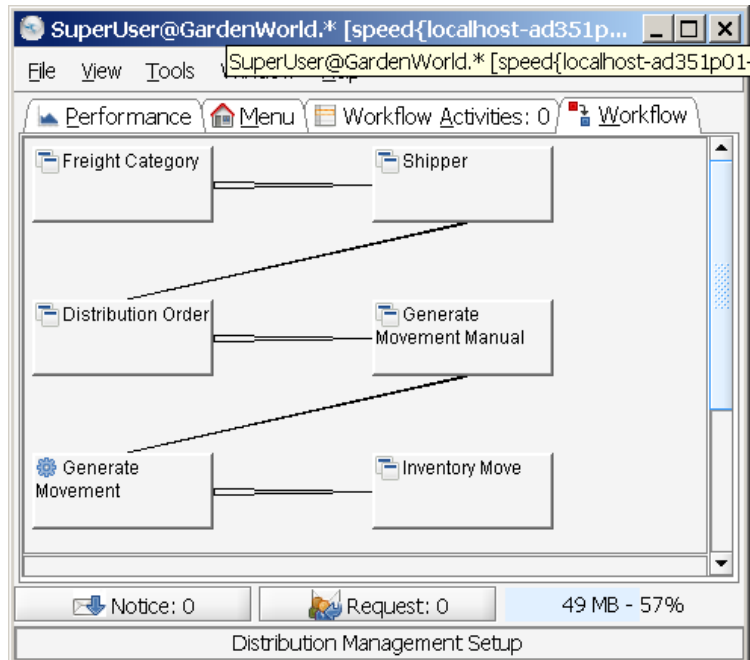 SuperUser@GardenWorld.* [speed{localhost-ad351p...
SuperUser@GardenWorld.* [speed{localhost-ad351p01-
File View Tools
Performance Menu Workflow Activities: 0 Workflow
Freight Category
Shipper
Distribution Order
Generate
Movement Manual
Generate
Movement
Inventory Move
Notice: 0 Request: 0 49 MB - 57%
Distribution Management Setup